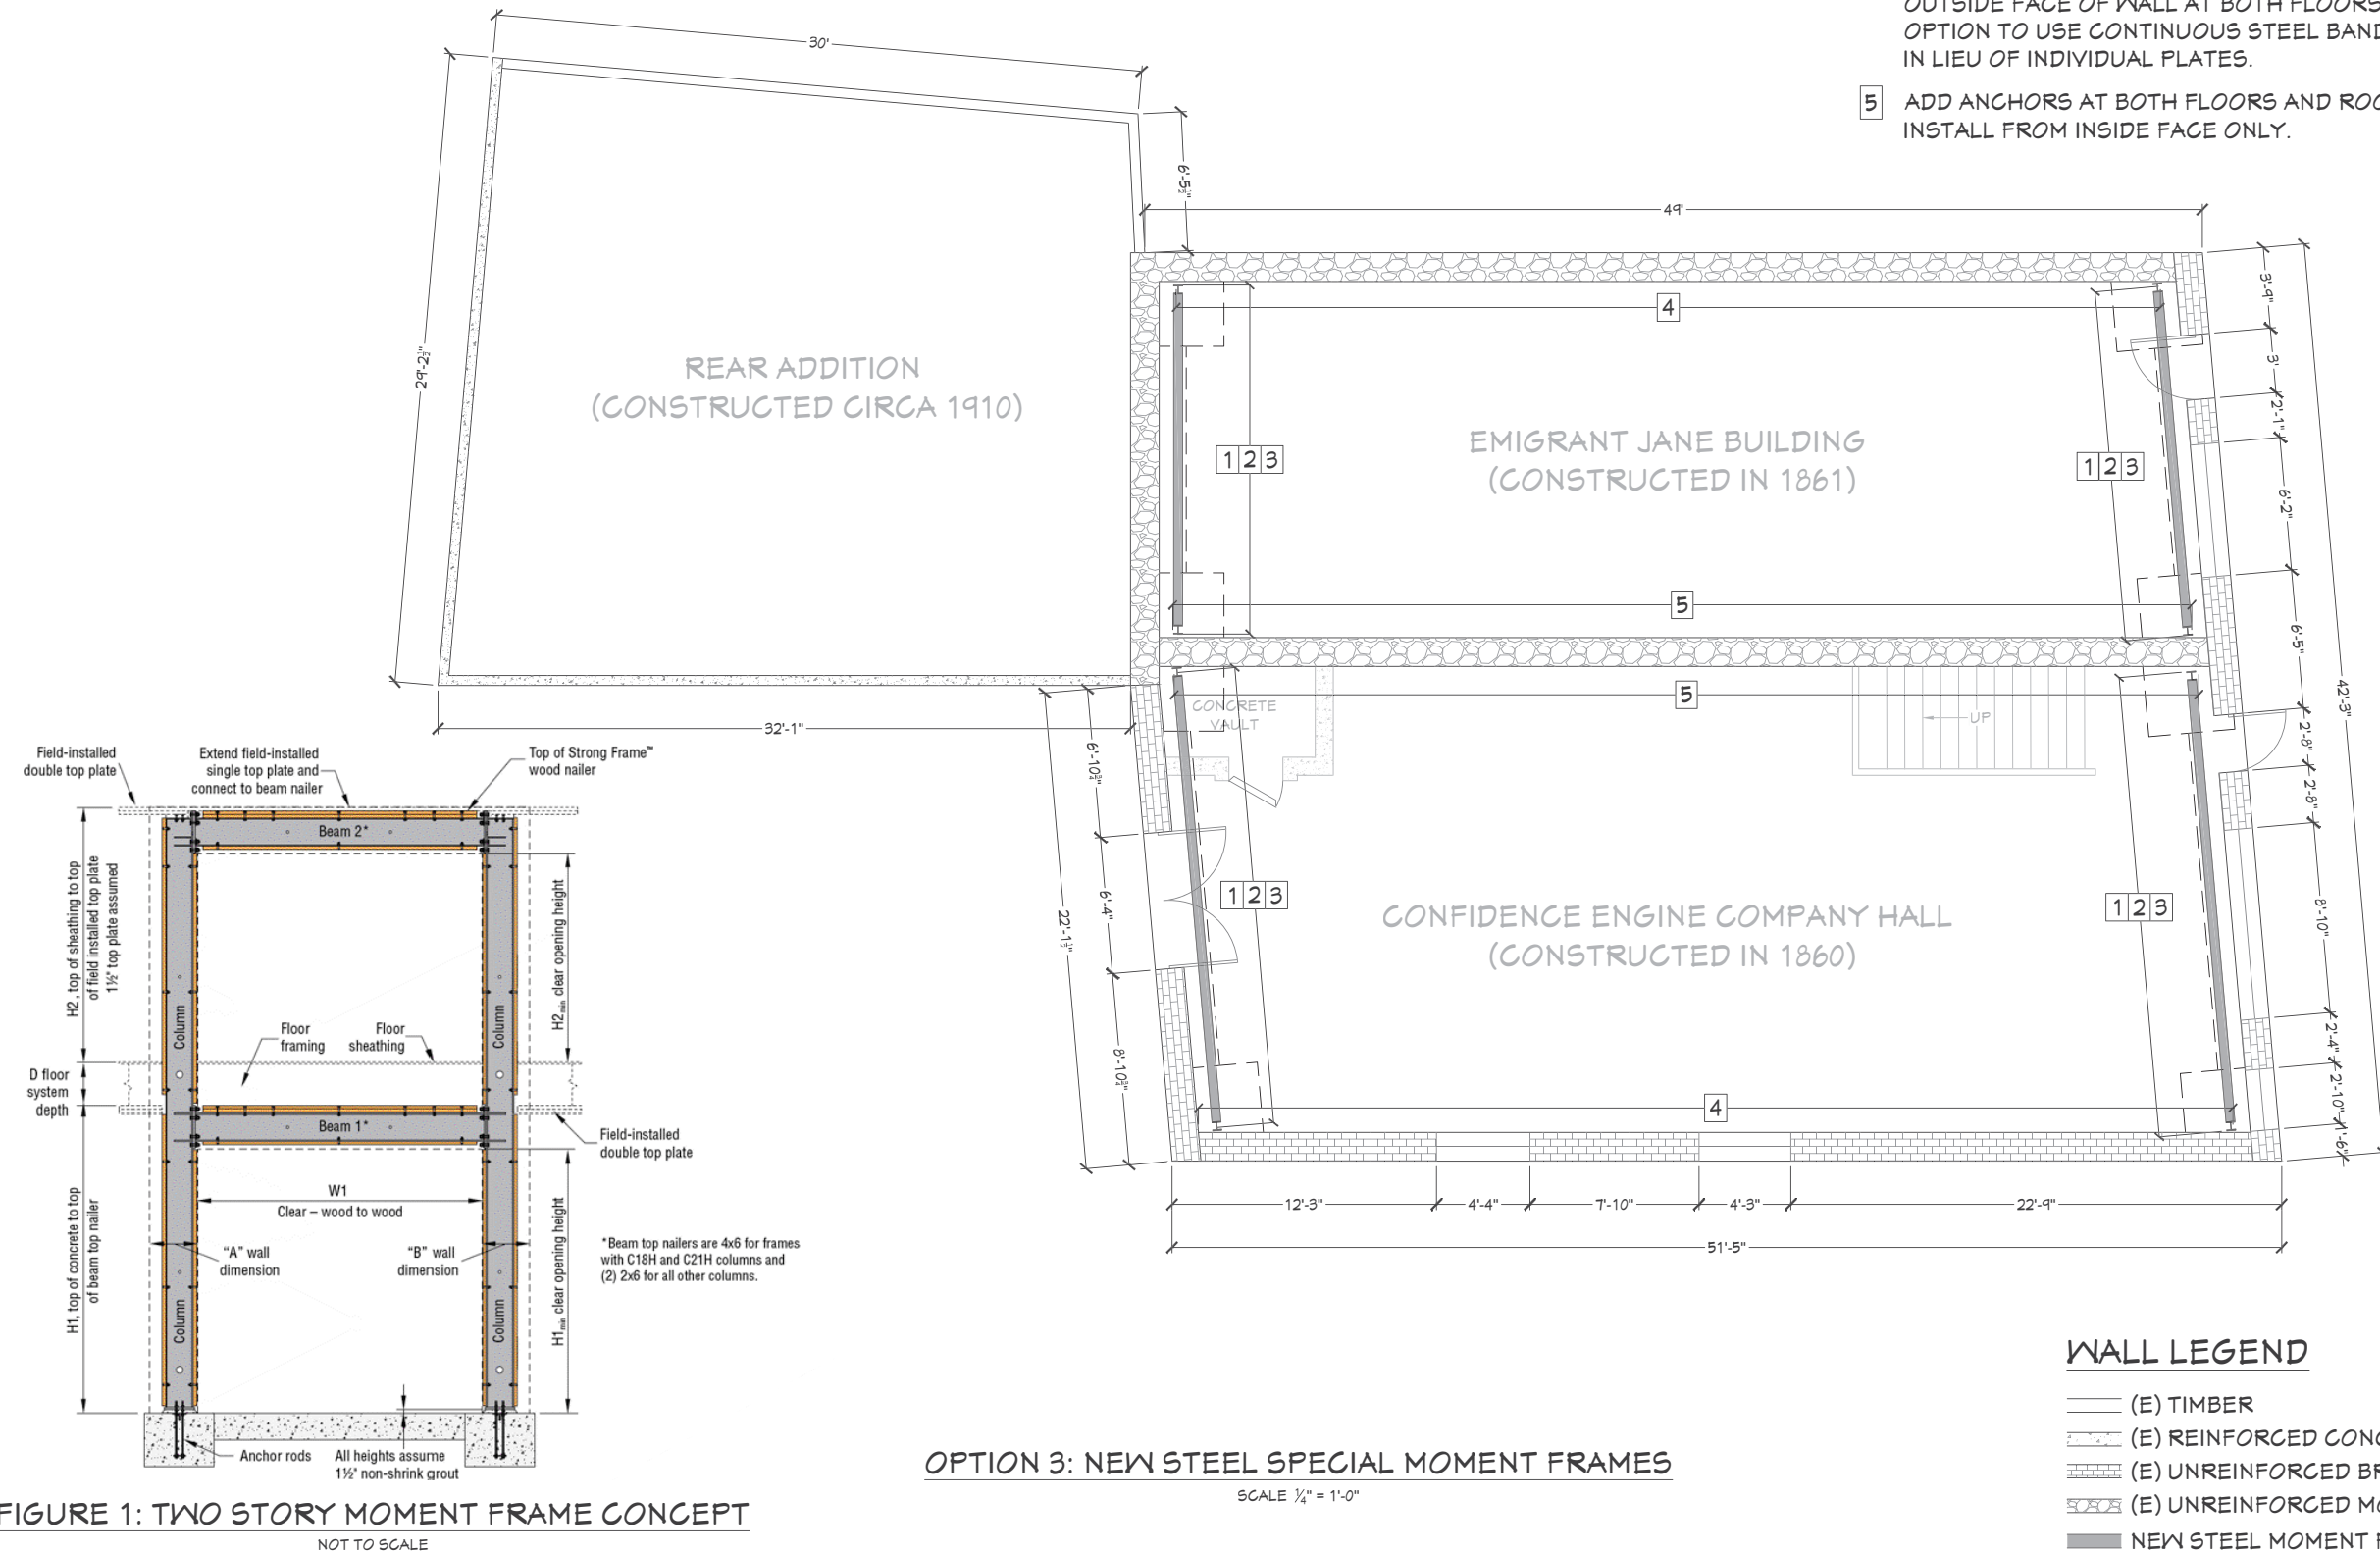 OUTSIDE FACE OF WALL AT BOTH FLOORS
OPTION TO USE CONTINUOUS STEEL BAND
IN LIEU OF INDIVIDUAL PLATES.
5 ADD ANCHORS AT BOTH FLOORS AND ROO
INSTALL FROM INSIDE FACE ONLY.
30'
6'-5½"
49'
29'-2½"
32'-1"
REAR ADDITION
(CONSTRUCTED CIRCA 1910)
4
EMIGRANT JANE BUILDING
(CONSTRUCTED IN 1861)
1 2 3
1 2 3
5
3'-9"
3'
2'-1"
6'-2"
6'-5"
42'-3"
2'-8"
2'-8"
8'-10"
2'-4"
2'-10"
1'-6"
5
CONCRETE
VAULT
UP
6'-10¾"
6'-4"
22'-1½"
8'-10¾"
1 2 3
1 2 3
CONFIDENCE ENGINE COMPANY HALL
(CONSTRUCTED IN 1860)
4
12'-3"
4'-4"
7'-10"
4'-3"
22'-9"
51'-5"
Field-installed
double top plate
Extend field-installed
single top plate and
connect to beam nailer
Top of Strong Frame™
wood nailer
Beam 2*
H2, top of sheathing to top
of field installed top plate
1½" top plate assumed
Column
Column
H2min clear opening height
Floor
framing
Floor
sheathing
D floor
system
depth
Beam 1*
Field-installed
double top plate
W1
Clear – wood to wood
"A" wall
dimension
"B" wall
dimension
H1, top of concrete to top
of beam top nailer
Column
Column
H1min clear opening height
*Beam top nailers are 4x6 for frames
with C18H and C21H columns and
(2) 2x6 for all other columns.
Anchor rods
All heights assume
1½" non-shrink grout
FIGURE 1: TWO STORY MOMENT FRAME CONCEPT
NOT TO SCALE
OPTION 3: NEW STEEL SPECIAL MOMENT FRAMES
SCALE ¼" = 1'-0"
WALL LEGEND
(E) TIMBER
(E) REINFORCED CONC
(E) UNREINFORCED BR
(E) UNREINFORCED MO
NEW STEEL MOMENT F